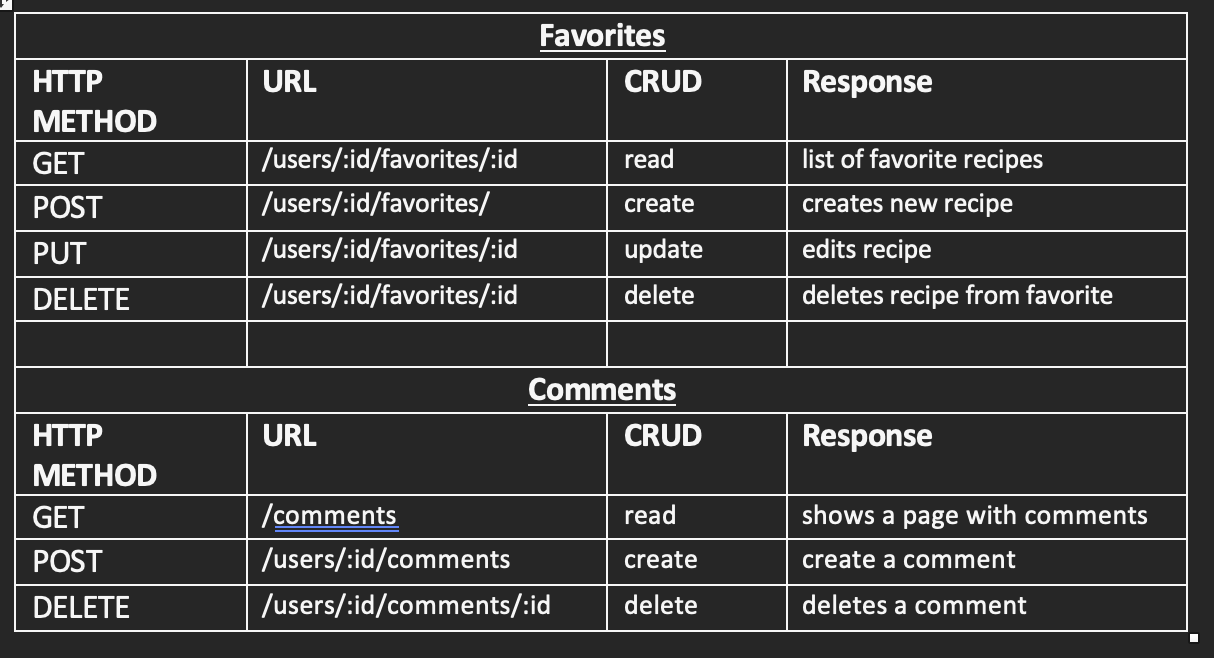 Favorites
HTTP METHOD URL CRUD Response
GET /users/:id/favorites/:id read list of favorite recipes
POST /users/:id/favorites/ create creates new recipe
PUT /users/:id/favorites/:id update edits recipe
DELETE /users/:id/favorites/:id delete deletes recipe from favorite
Comments
HTTP METHOD URL CRUD Response
GET /comments read shows a page with comments
POST /users/:id/comments create create a comment
DELETE /users/:id/comments/:id delete deletes a comment